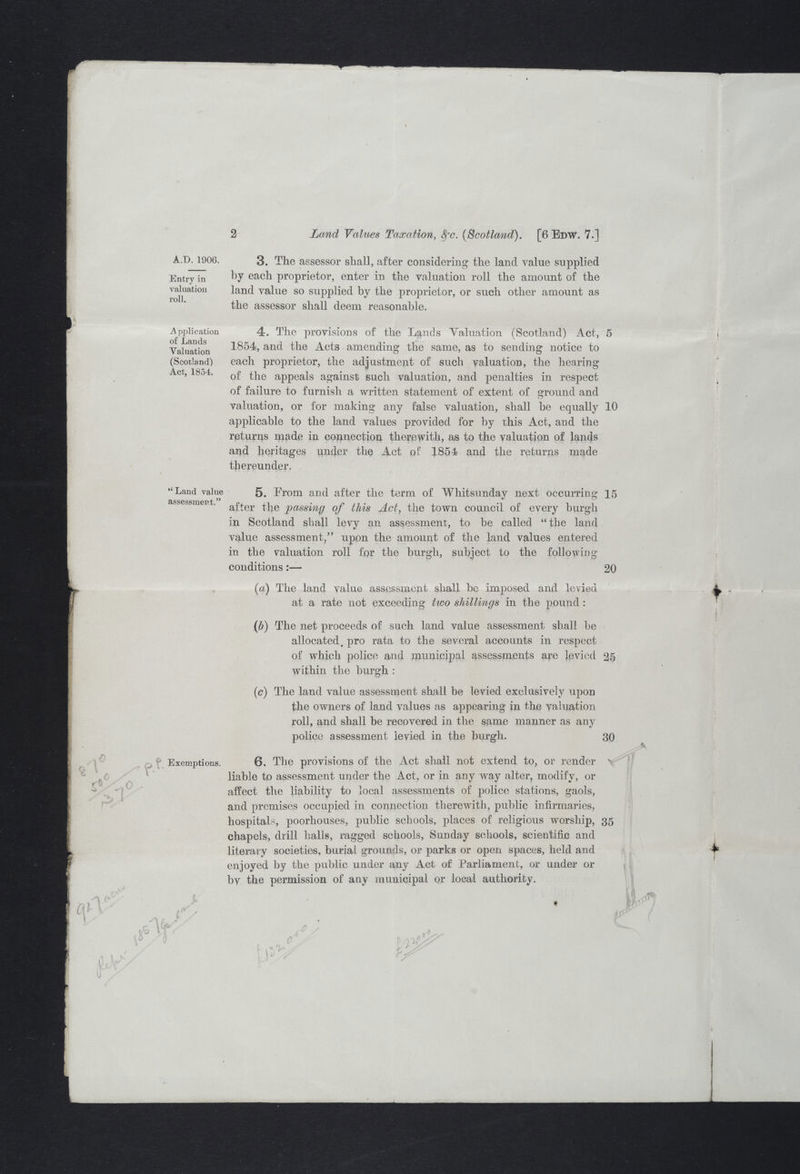 2 Land Values Taxation, &c. (Scotland). [6 Edw. 7.]
A.D. 1906.
Entry in
valuation
roll.
3. The assessor shall, after considering the land value supplied
by each proprietor, enter in the valuation roll the amount of the
land value so supplied by the proprietor, or such other amount as
the assessor shall deem reasonable.
Application
of Lands
Valuation
(Scotland)
Act, 1854.
4. The provisions of the Lands Valuation (Scotland) Act, 5
1854, and the Acts amending the same, as to sending notice to
each proprietor, the adjustment of such valuation, the hearing
of the appeals against such valuation, and penalties in respect
of failure to furnish a written statement of extent of ground and
valuation, or for making any false valuation, shall be equally 10
applicable to the land values provided for by this Act, and the
returns made in connection therewith, as to the valuation of lands
and heritages under the Act of 1854 and the returns made
thereunder.
"Land value
assessment."
5. From and after the term of Whitsunday next occurring 15
after the passing of this Act, the town council of every burgh
in Scotland shall levy an assessment, to be called "the land
value assessment," upon the amount of the land values entered
in the valuation roll for the burgh, subject to the following
conditions:— 20
(a) The land value assessment shall be imposed and levied
at a rate not exceeding two shillings in the pound:
(b) The net proceeds of such land value assessment shall be
allocated, pro rata to the several accounts in respect
of which police and municipal assessments are levied 25
within the burgh:
(c) The land value assessment shall be levied exclusively upon
the owners of land values as appearing in the valuation
roll, and shall be recovered in the same manner as any
police assessment levied in the burgh. 30
Exemptions.
6. The provisions of the Act shall not extend to, or render
liable to assessment under the Act, or in any way alter, modify, or
affect the liability to local assessments of police stations, gaols,
and premises occupied in connection therewith, public infirmaries,
hospitals, poorhouses, public schools, places of religious worship, 35
chapels, drill halls, ragged schools, Sunday schools, scientific and
literary societies, burial grounds, or parks or open spaces, held and
enjoyed by the public under any Act of Parliament, or under or
by the permission of any municipal or local authority.